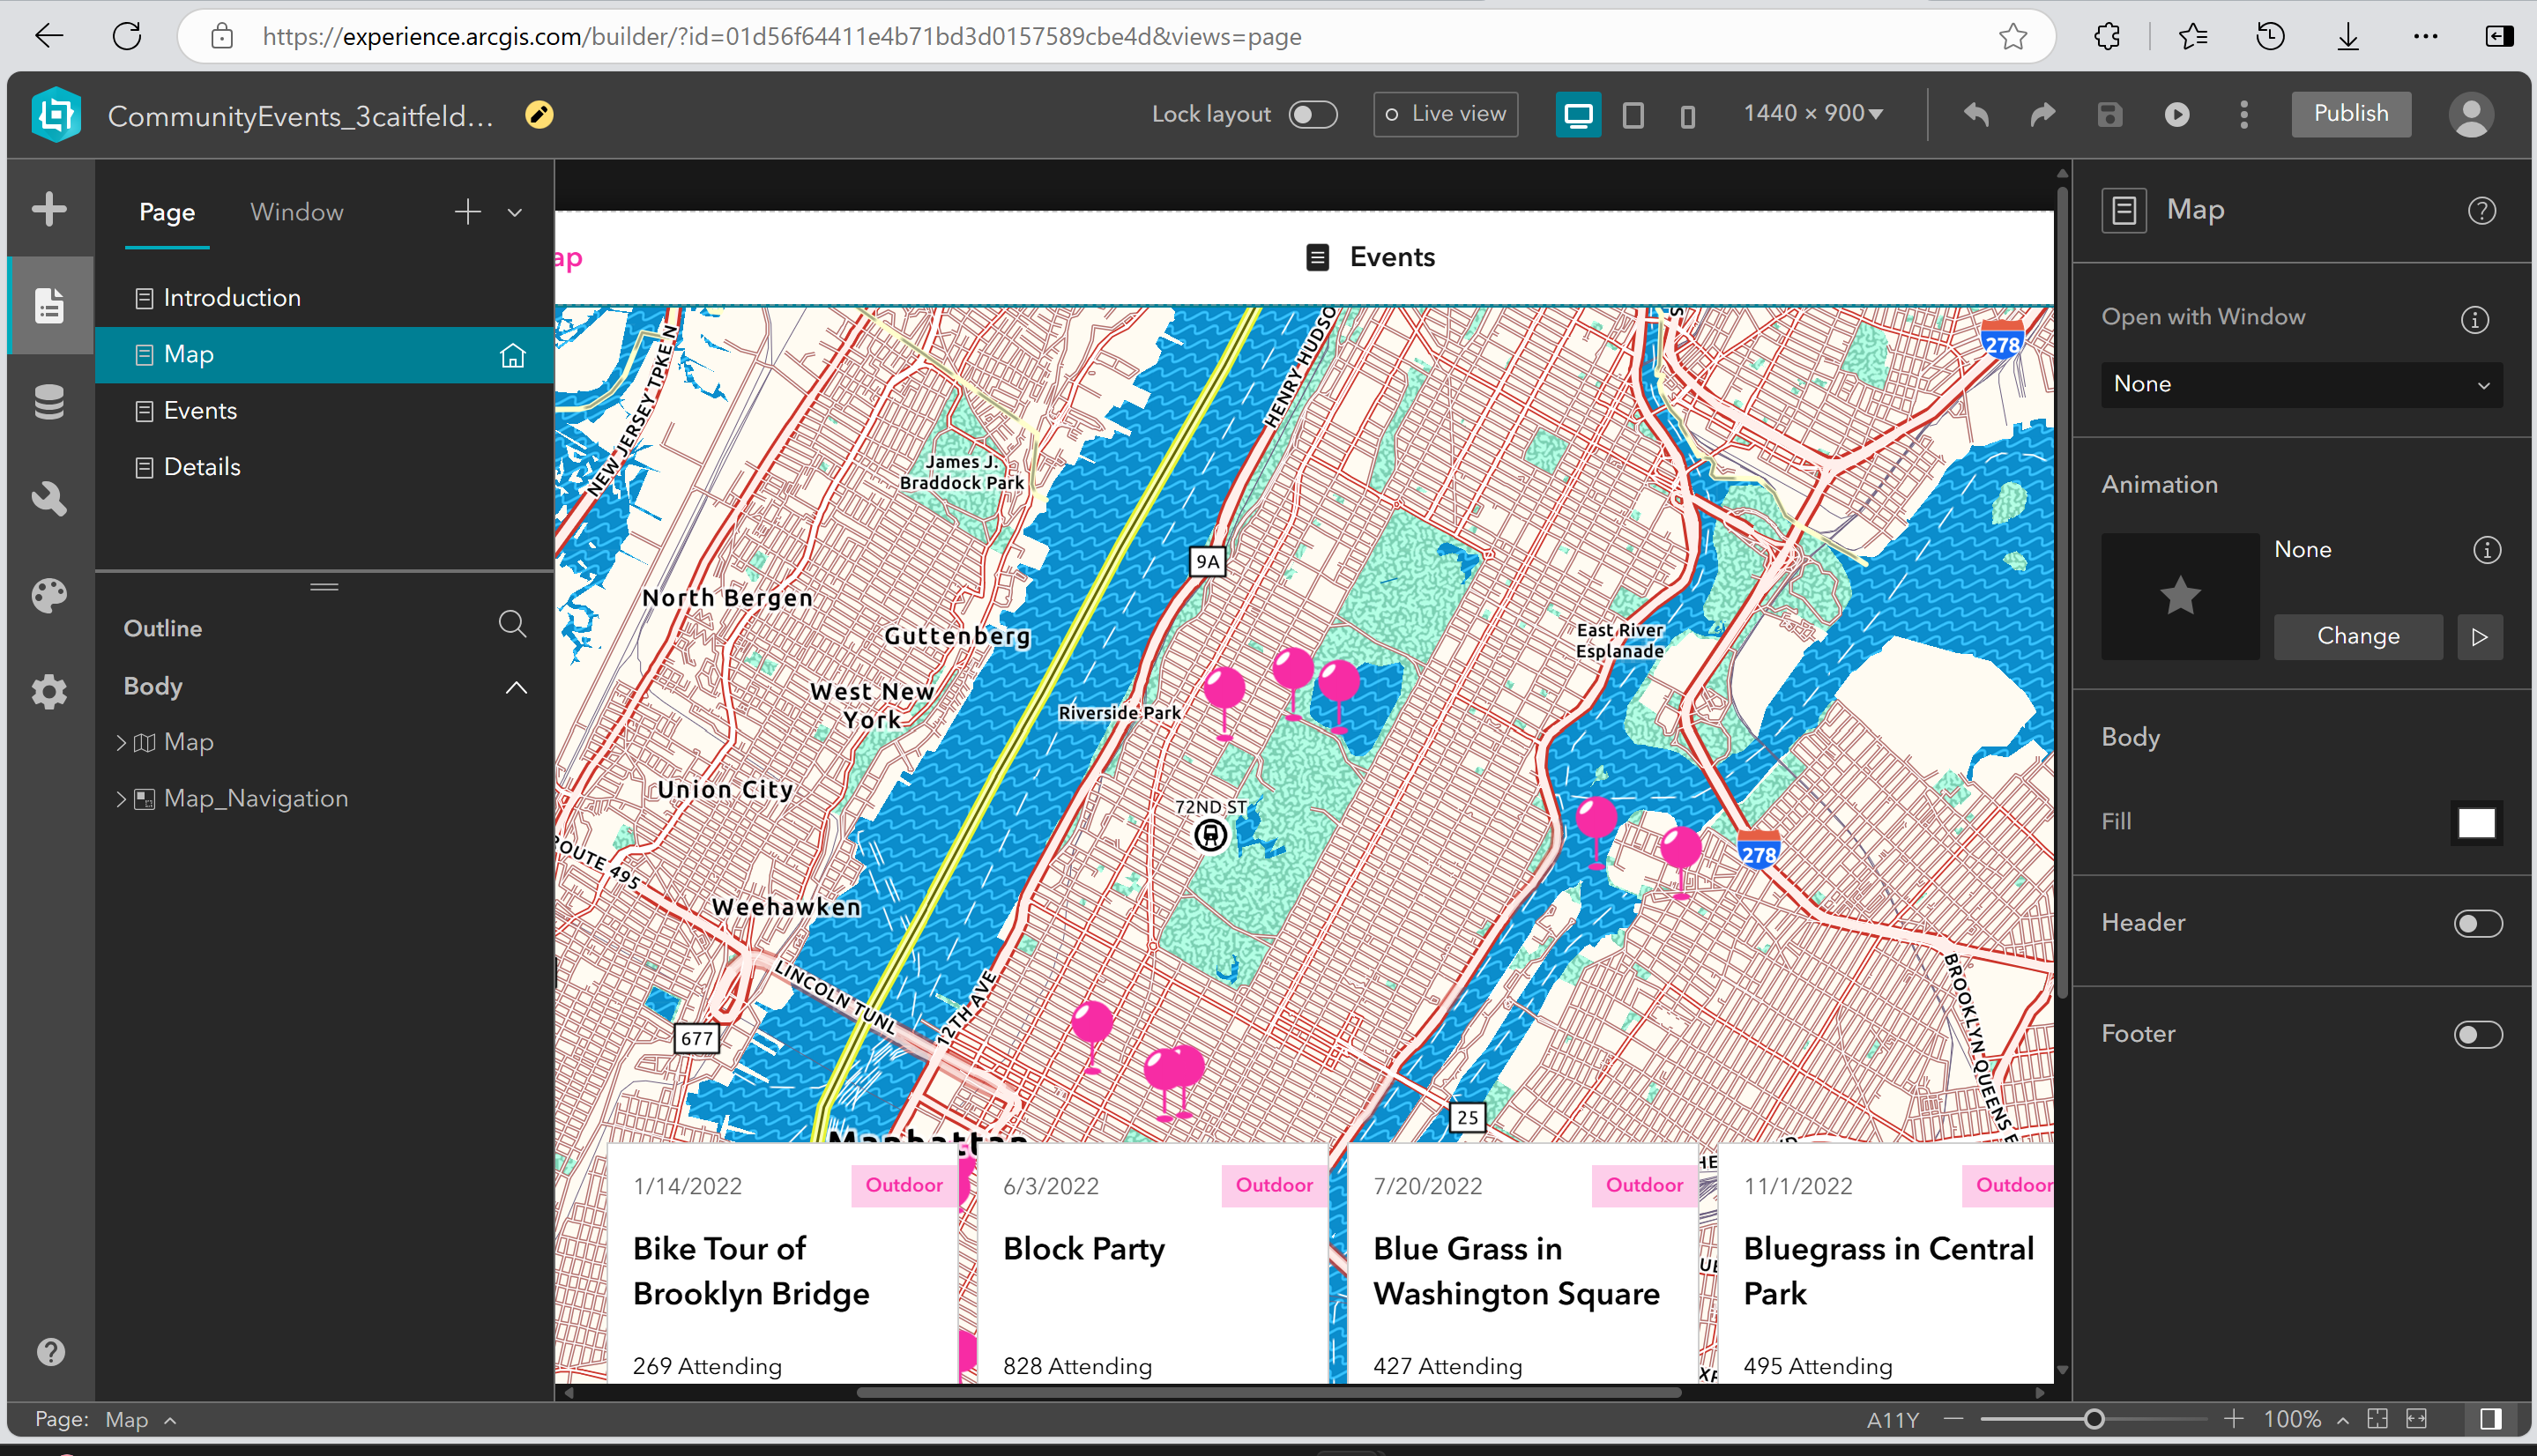 https://experience.arcgis.com/builder/?id=01d56f64411e4b71bd3d0157589cbe4d&views=page
CommunityEvents_3caitfeld...
Lock layout
Live view
1440 × 900
Publish
Page
Window
Introduction
Map
Events
Details
Outline
Body
Map
Map_Navigation
ap
Events
NEW JERSEY TPKE N
HENRY HUDSO
S
278
James J.
Braddock Park
9A
North Bergen
Guttenberg
East River
Esplanade
West New
York
Riverside Park
Union City
72ND ST
278
ROUTE 495
Weehawken
LINCOLN TUNL
12TH AVE
BROOKLYN QUEENS E
677
25
Manhattan
1/14/2022
Outdoor
Bike Tour of
Brooklyn Bridge
269 Attending
6/3/2022
Outdoor
Block Party
828 Attending
7/20/2022
Outdoor
Blue Grass in
Washington Square
427 Attending
11/1/2022
Outdoor
Bluegrass in Central
Park
495 Attending
Map
Open with Window
None
Animation
None
Change
Body
Fill
Header
Footer
Page: Map
A11Y
100%